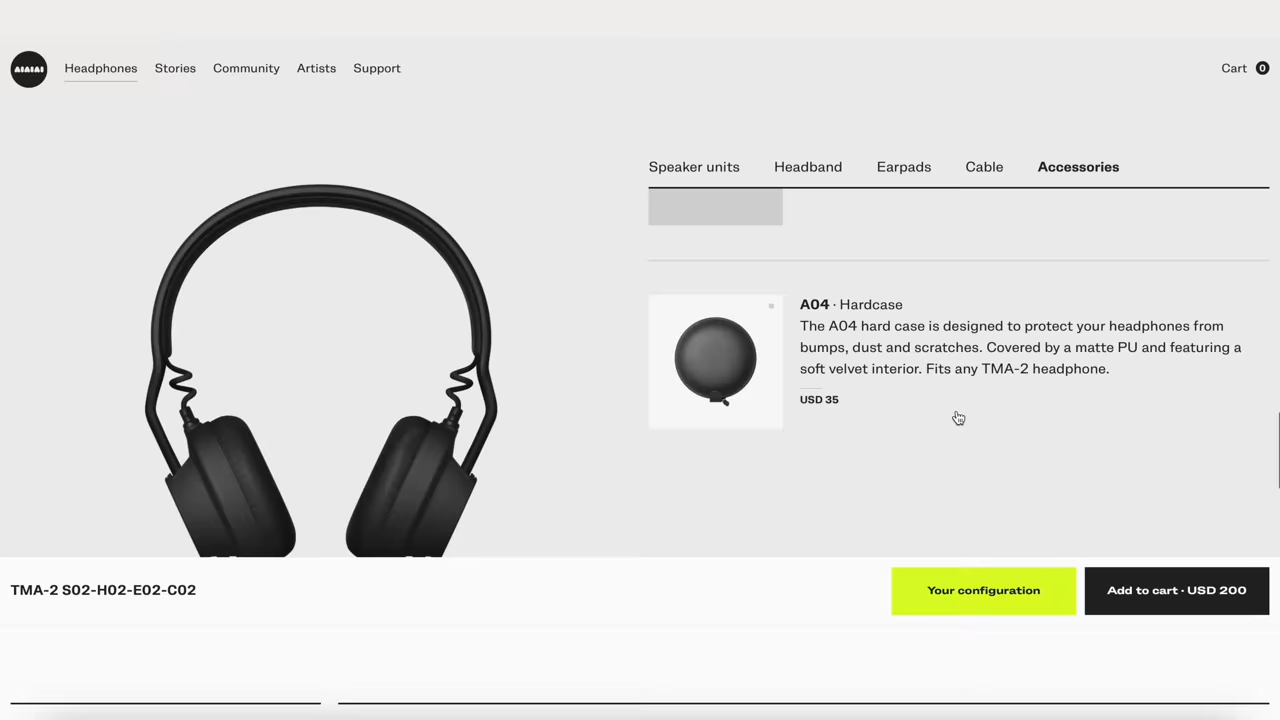 AIAIAI
Headphones Stories Community Artists Support
Cart 0
Speaker units Headband Earpads Cable Accessories
A04 · Hardcase
The A04 hard case is designed to protect your headphones from
bumps, dust and scratches. Covered by a matte PU and featuring a
soft velvet interior. Fits any TMA-2 headphone.
USD 35
TMA-2 S02-H02-E02-C02
Your configuration
Add to cart · USD 200